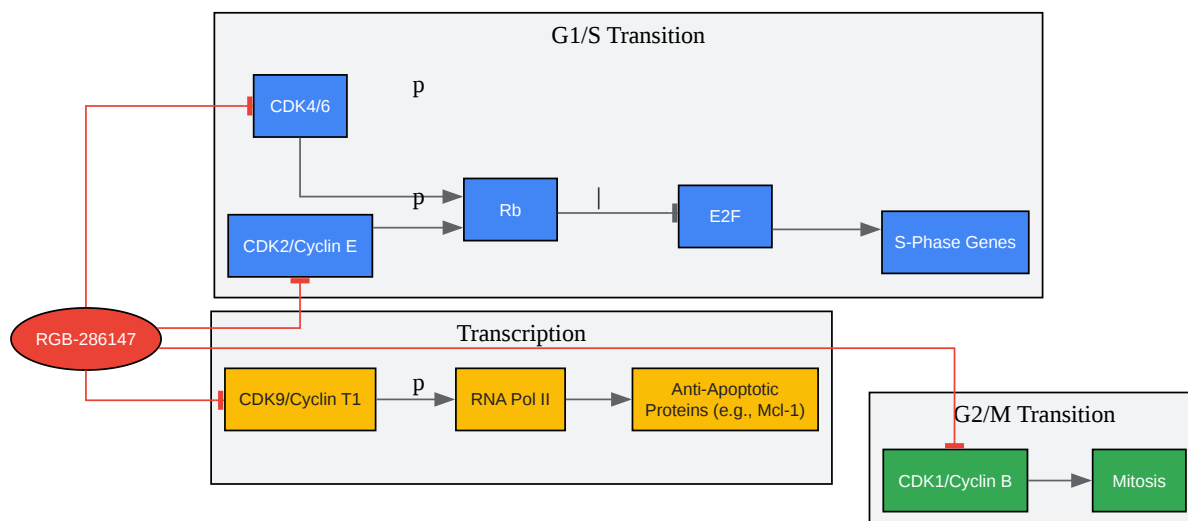 G1/S Transition
CDK4/6
p
p
Rb
|
E2F
CDK2/Cyclin E
S-Phase Genes
RGB-286147
Transcription
CDK9/Cyclin T1
p
RNA Pol II
Anti-Apoptotic
Proteins (e.g., Mcl-1)
G2/M Transition
CDK1/Cyclin B
Mitosis